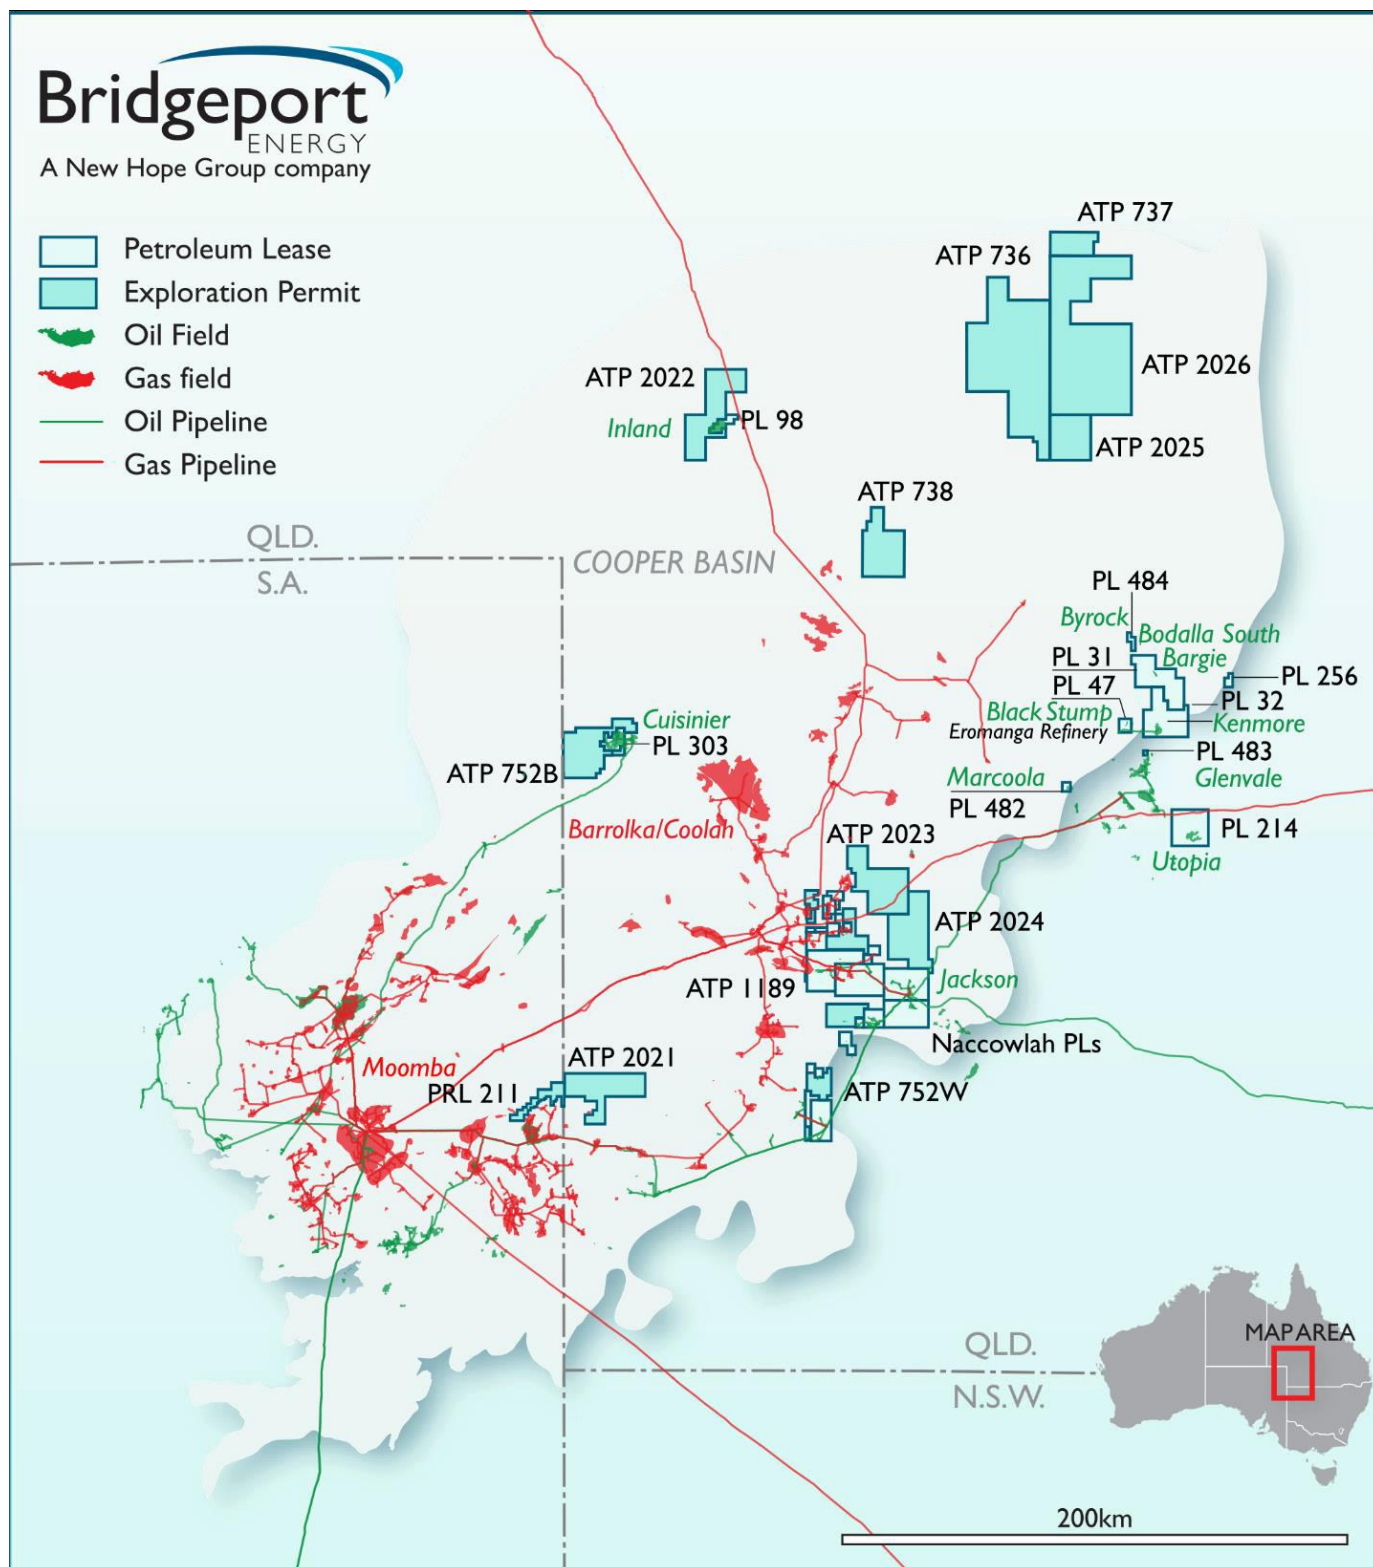 Bridgeport
ENERGY
A New Hope Group company
Petroleum Lease
Exploration Permit
Oil Field
Gas field
Oil Pipeline
Gas Pipeline
ATP 737
ATP 736
ATP 2022
ATP 2026
Inland
PL 98
ATP 2025
ATP 738
QLD.
S.A.
COOPER BASIN
PL 484
Byrock
Bodalla South
PL 31
Bargie
PL 47
PL 256
Black Stump
PL 32
Kenmore
Eromanga Refinery
Cuisinier
PL 303
PL 483
ATP 752B
Marcoola
Glenvale
PL 482
Barrolka/Coolah
ATP 2023
PL 214
Utopia
ATP 2024
ATP 1189
Jackson
Naccowlah PLs
Moomba
ATP 2021
PRL 211
ATP 752W
MAP AREA
QLD.
N.S.W.
200km